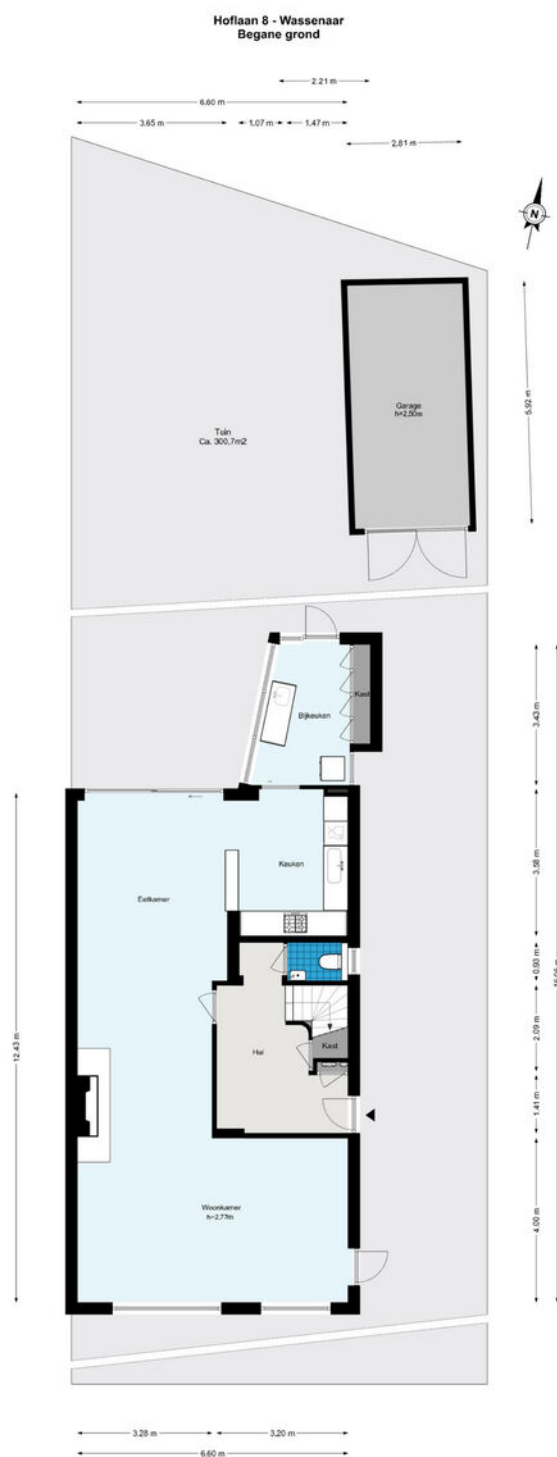 Hoflaan 8 - Wassenaar
Begane grond
2.21 m
6.60 m
3.65 m
1.07 m
1.47 m
2.81 m
N
Garage
h=2,50m
5.92 m
Tuin
Ca. 300,7m2
Kast
Bijkeuken
3.43 m
Keuken
3.58 m
Eetkamer
0.93 m
12.43 m
2.09 m
Hal
Kast
1.41 m
Woonkamer
h=2,77m
4.00 m
3.28 m
3.20 m
6.60 m